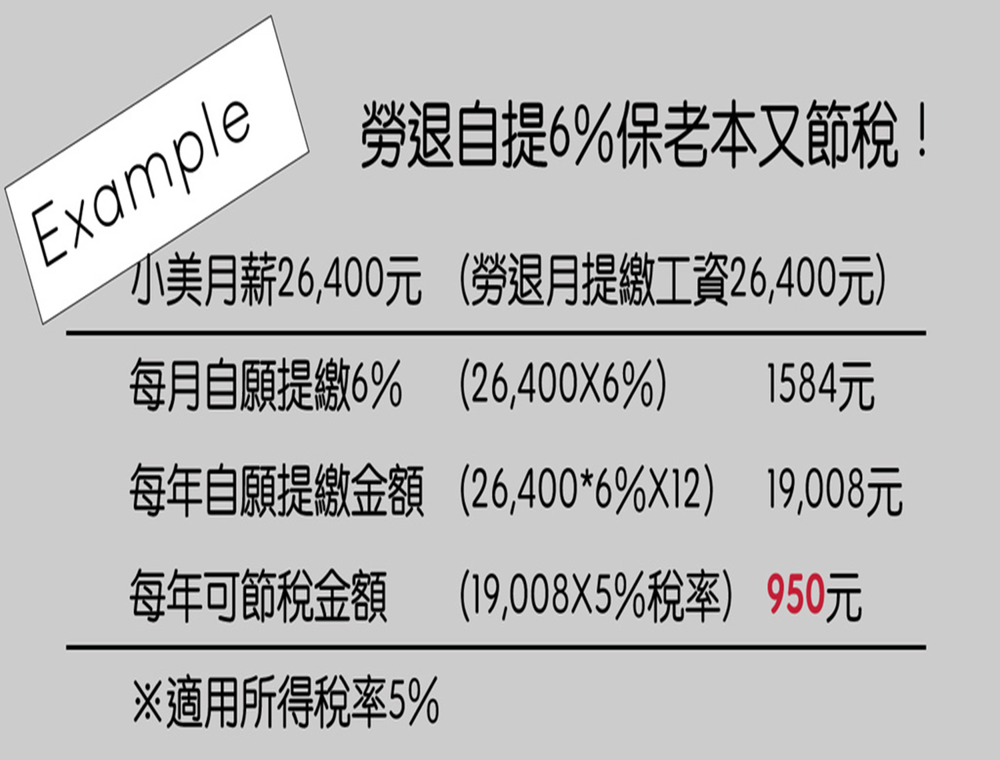 Example
勞退自提6%保老本又節稅！
小美月薪26,400元 (勞退月提繳工資26,400元)
每月自願提繳6% (26,400X6%) 1584元
每年自願提繳金額 (26,400*6%X12) 19,008元
每年可節稅金額 (19,008X5%稅率) 950元
※適用所得稅率5%